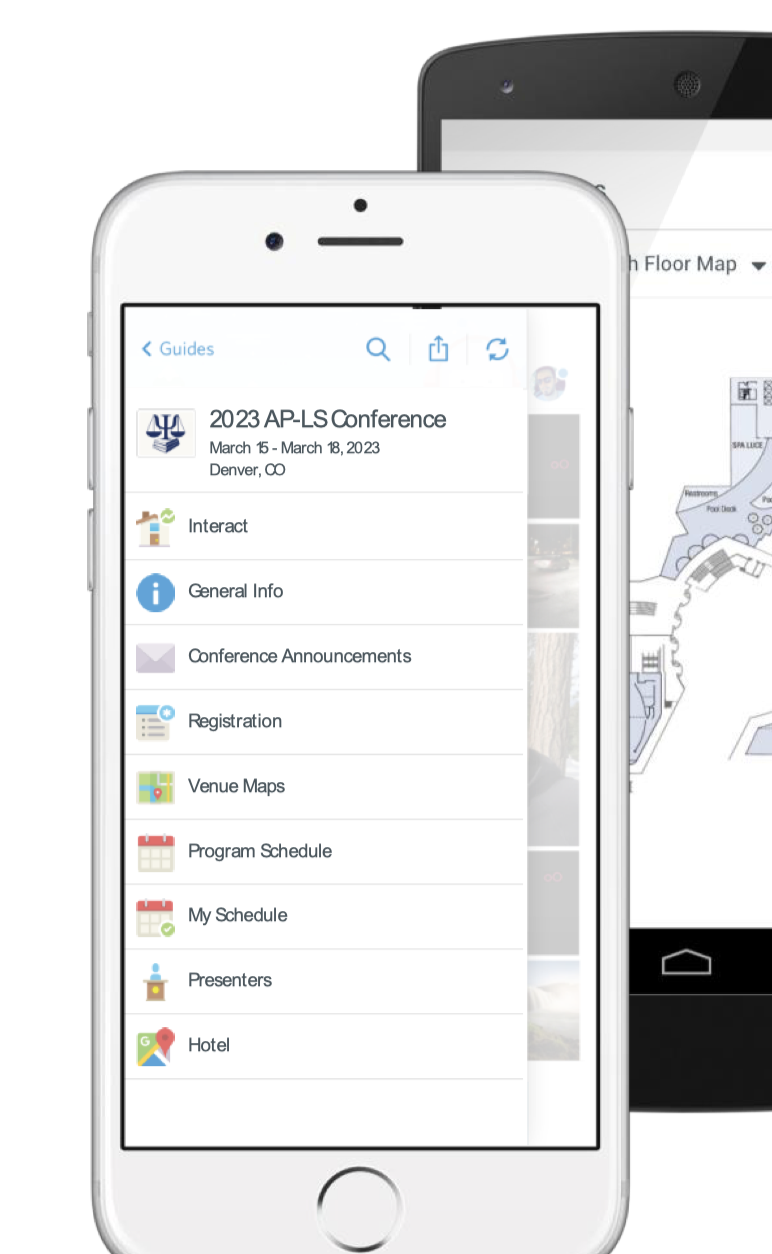 Floor Map
Guides
2023 AP-LS Conference
March 15 - March 18, 2023
Denver, CO
Interact
General Info
Conference Announcements
Registration
Venue Maps
Program Schedule
My Schedule
Presenters
G
Hotel
SPA LUCE
Restrooms
Pool Deck